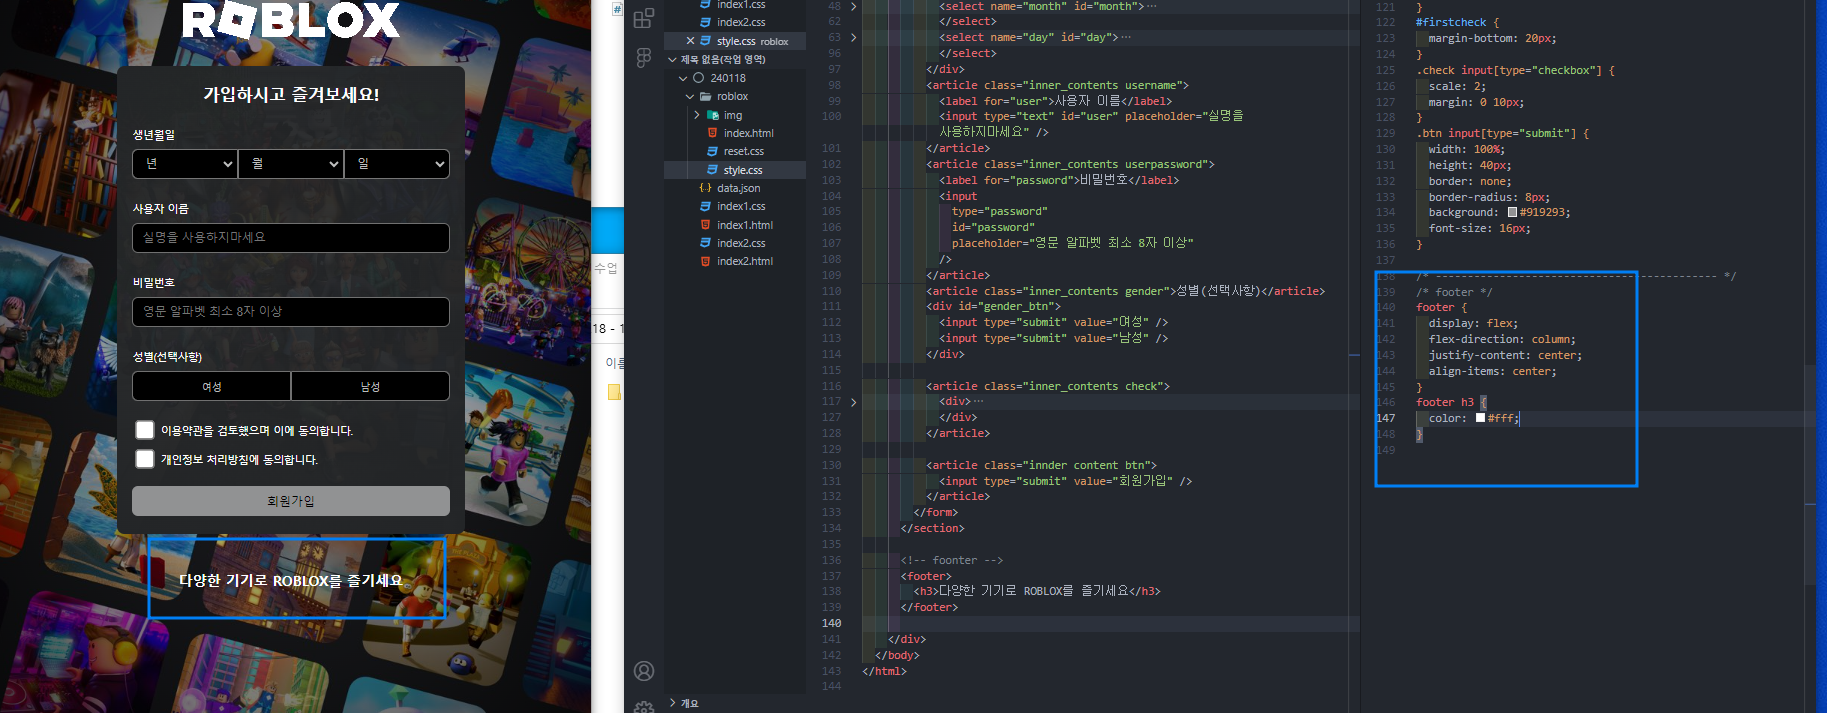 ROBLOX
가입하시고 즐겨보세요!
생년월일
년 월 일
사용자 이름
실명을 사용하지마세요
비밀번호
영문 알파벳 최소 8자 이상
성별(선택사항)
여성 남성
이용약관을 검토했으며 이에 동의합니다.
개인정보 처리방침에 동의합니다.
회원가입
다양한 기기로 ROBLOX를 즐기세요
수업
18 - 1
index1.css
index2.css
style.css roblox
제목 없음(작업 영역)
240118
roblox
img
index.html
reset.css
style.css
data.json
index1.css
index1.html
index2.css
index2.html
개요
48 <select name="month" id="month">…
62 </select>
63 <select name="day" id="day">…
96 </select>
97 </div>
98 <article class="inner_contents username">
99 <label for="user">사용자 이름</label>
100 <input type="text" id="user" placeholder="실명을
사용하지마세요" />
101 </article>
102 <article class="inner_contents userpassword">
103 <label for="password">비밀번호</label>
104 <input
105 type="password"
106 id="password"
107 placeholder="영문 알파벳 최소 8자 이상"
108 />
109 </article>
110 <article class="inner_contents gender">성별(선택사항)</article>
111 <div id="gender_btn">
112 <input type="submit" value="여성" />
113 <input type="submit" value="남성" />
114 </div>
115
116 <article class="inner_contents check">
117 <div>…
127 </div>
128 </article>
129
130 <article class="innder content btn">
131 <input type="submit" value="회원가입" />
132 </article>
133 </form>
134 </section>
135
136 <!-- foonter -->
137 <footer>
138 <h3>다양한 기기로 ROBLOX를 즐기세요</h3>
139 </footer>
140
141 </div>
142 </body>
143 </html>
144
121 }
122 #firstcheck {
123 margin-bottom: 20px;
124 }
125 .check input[type="checkbox"] {
126 scale: 2;
127 margin: 0 10px;
128 }
129 .btn input[type="submit"] {
130 width: 100%;
131 height: 40px;
132 border: none;
133 border-radius: 8px;
134 background: #919293;
135 font-size: 16px;
136 }
137
138 /* -------------------------------------------- */
139 /* footer */
140 footer {
141 display: flex;
142 flex-direction: column;
143 justify-content: center;
144 align-items: center;
145 }
146 footer h3 {
147 color: #fff;
148 }
149